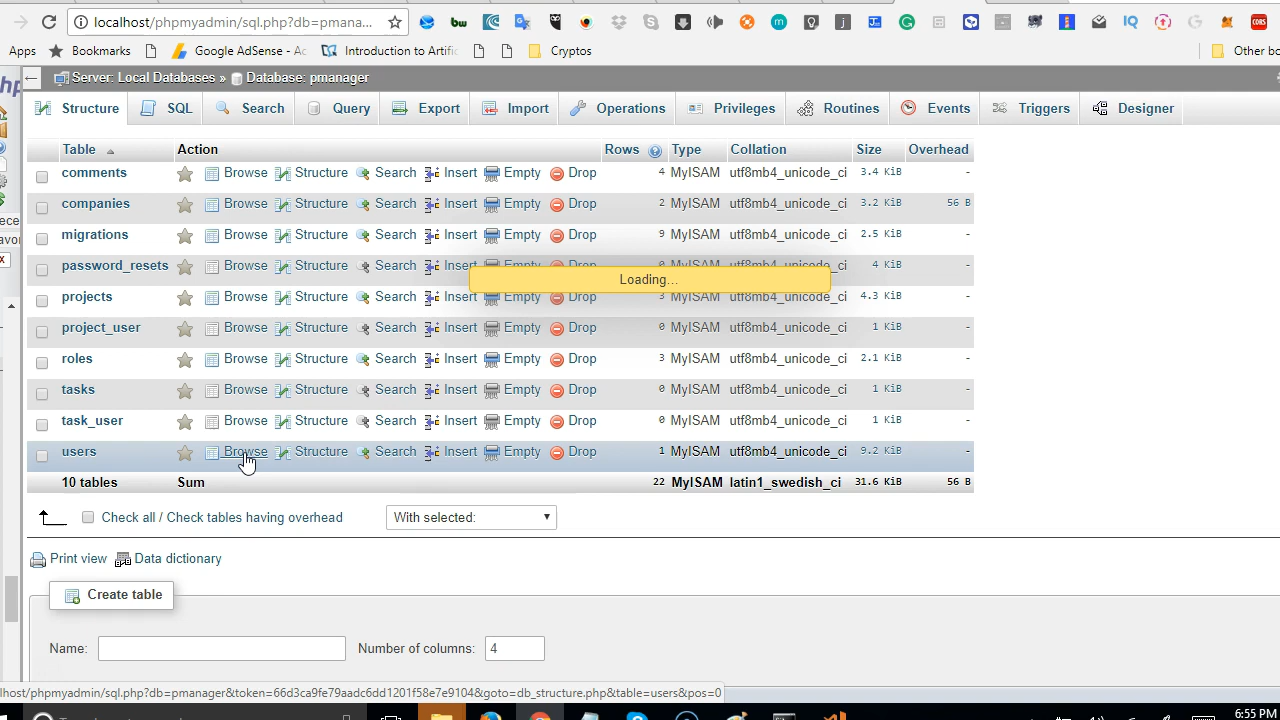 localhost/phpmyadmin/sql.php?db=pmana...
Apps Bookmarks Google AdSense - Ac Introduction to Artific Cryptos Other bo
Server: Local Databases » Database: pmanager
Structure SQL Search Query Export Import Operations Privileges Routines Events Triggers Designer
Table Action Rows Type Collation Size Overhead
comments Browse Structure Search Insert Empty Drop 4 MyISAM utf8mb4_unicode_ci 3.4 KiB -
companies Browse Structure Search Insert Empty Drop 2 MyISAM utf8mb4_unicode_ci 3.2 KiB 56 B
migrations Browse Structure Search Insert Empty Drop 9 MyISAM utf8mb4_unicode_ci 2.5 KiB -
password_resets Browse Structure Search Insert Empty Drop 0 MyISAM utf8mb4_unicode_ci 4 KiB -
Loading...
projects Browse Structure Search Insert Empty Drop 3 MyISAM utf8mb4_unicode_ci 4.3 KiB -
project_user Browse Structure Search Insert Empty Drop 0 MyISAM utf8mb4_unicode_ci 1 KiB -
roles Browse Structure Search Insert Empty Drop 3 MyISAM utf8mb4_unicode_ci 2.1 KiB -
tasks Browse Structure Search Insert Empty Drop 0 MyISAM utf8mb4_unicode_ci 1 KiB -
task_user Browse Structure Search Insert Empty Drop 0 MyISAM utf8mb4_unicode_ci 1 KiB -
users Browse Structure Search Insert Empty Drop 1 MyISAM utf8mb4_unicode_ci 9.2 KiB -
10 tables Sum 22 MyISAM latin1_swedish_ci 31.6 KiB 56 B
Check all / Check tables having overhead With selected:
Print view Data dictionary
Create table
Name: Number of columns: 4
lhost/phpmyadmin/sql.php?db=pmanager&token=66d3ca9fe79aadc6dd1201f58e7e9104&goto=db_structure.php&table=users&pos=0
6:55 PM